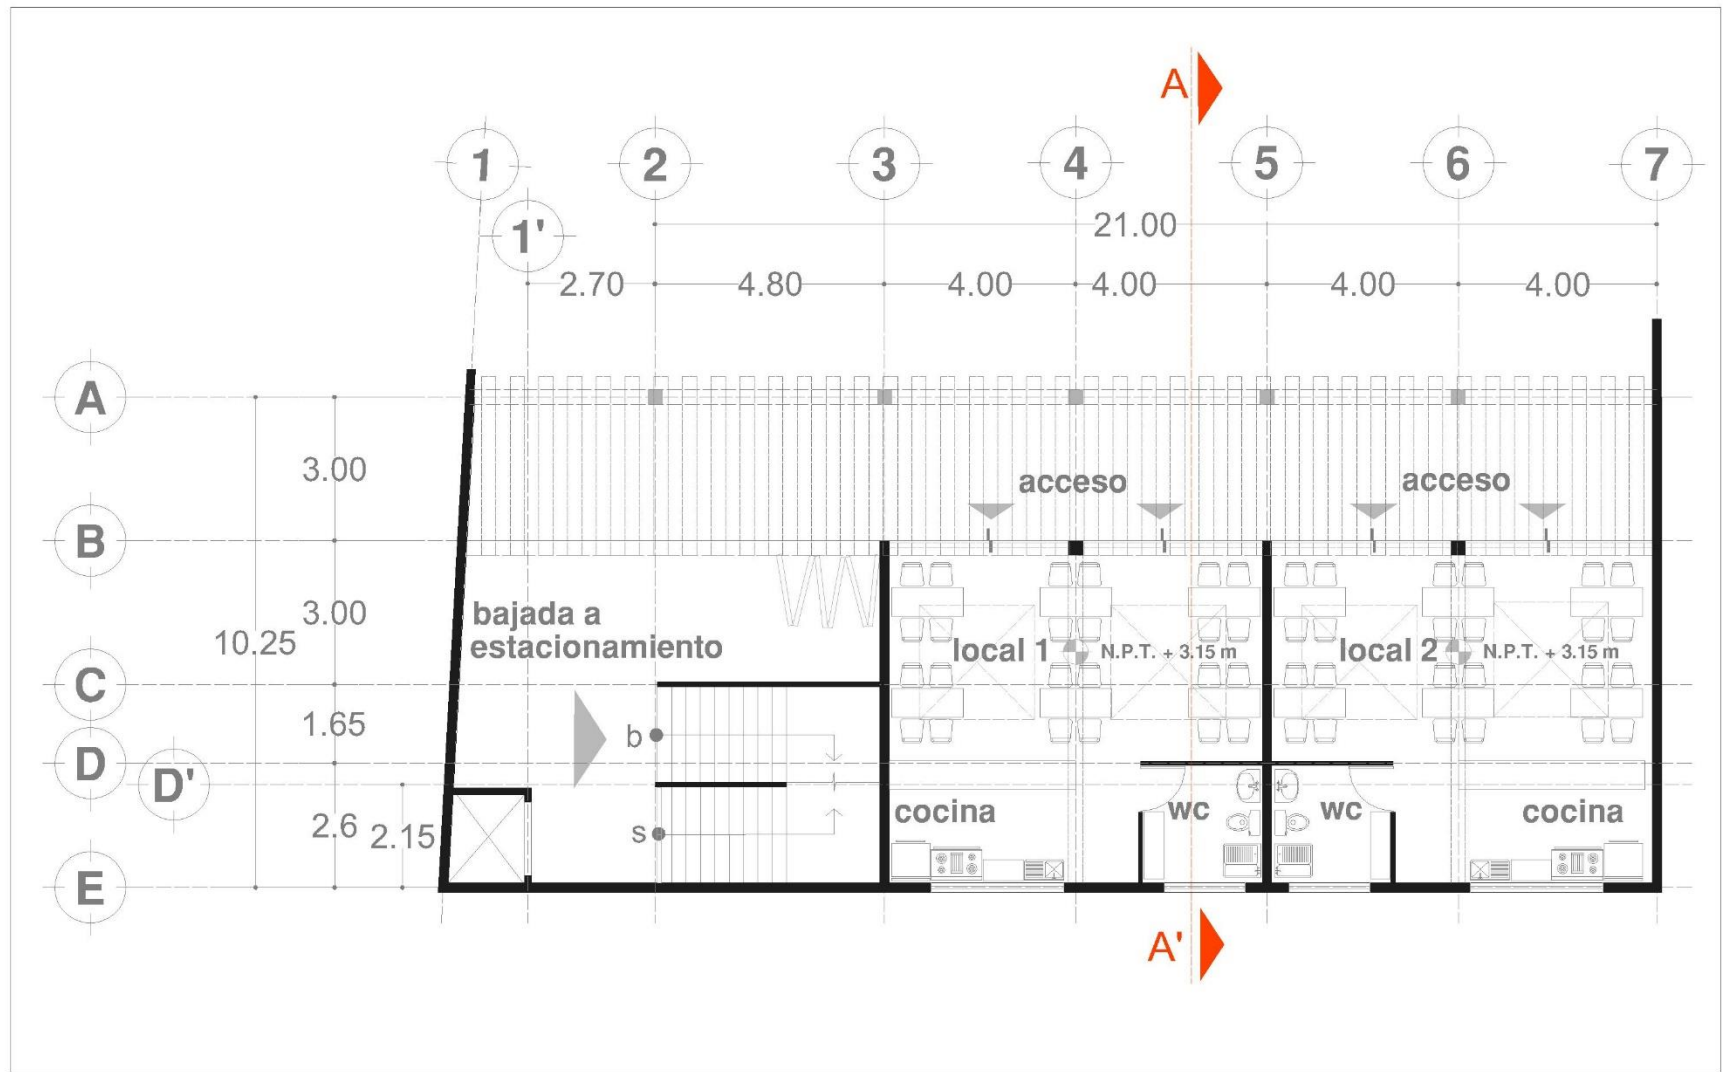 A
1 2 3 4 5 6 7
1'
21.00
2.70 4.80 4.00 4.00 4.00 4.00
A
3.00
acceso acceso
B
3.00
bajada a
estacionamiento
10.25
local 1 N.P.T. + 3.15 m local 2 N.P.T. + 3.15 m
C
1.65
b
D
D'
cocina wc wc cocina
2.6 2.15
s
E
A'